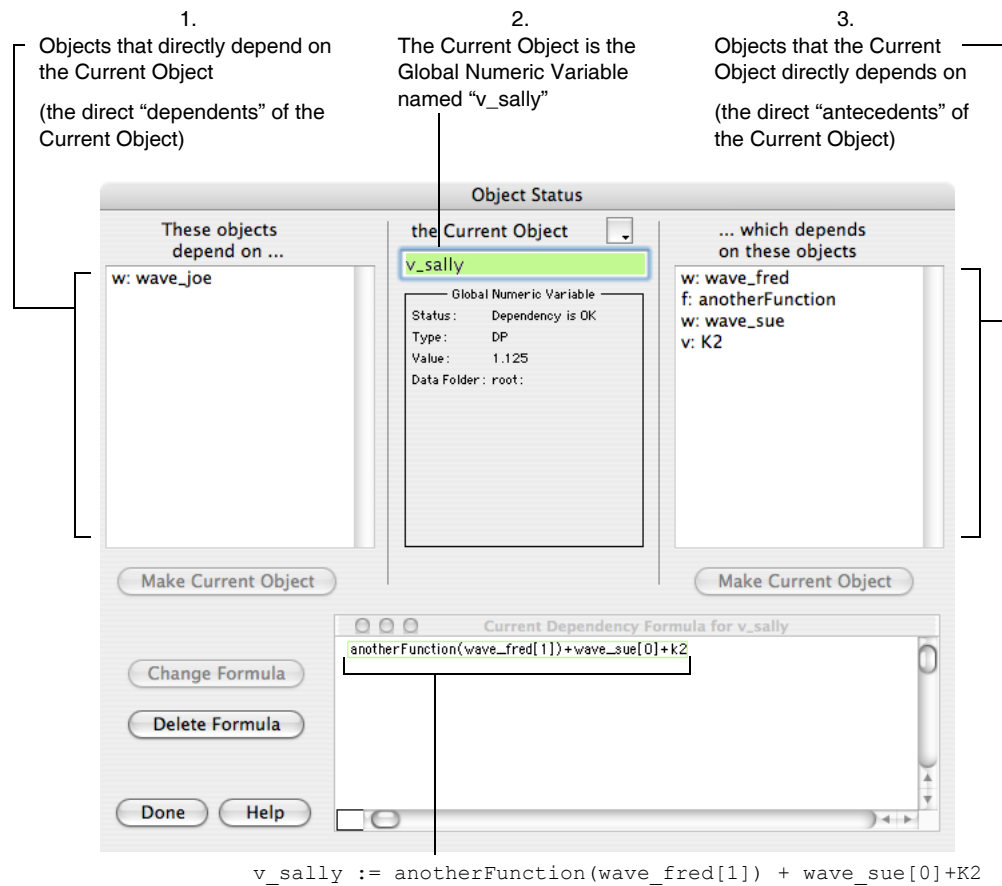 1.
Objects that directly depend on
the Current Object
(the direct “dependents” of the
Current Object)
2.
The Current Object is the
Global Numeric Variable
named “v_sally”
3.
Objects that the Current
Object directly depends on
(the direct “antecedents” of
the Current Object)
Object Status
These objects
depend on ...
the Current Object
... which depends
on these objects
w: wave_joe
v_sally
Global Numeric Variable
Status: Dependency is OK
Type: DP
Value: 1.125
Data Folder: root:
w: wave_fred
f: anotherFunction
w: wave_sue
v: K2
Make Current Object
Make Current Object
Current Dependency Formula for v_sally
anotherFunction(wave_fred[1])+wave_sue[0]+k2
Change Formula
Delete Formula
Done
Help
v_sally := anotherFunction(wave_fred[1]) + wave_sue[0]+K2